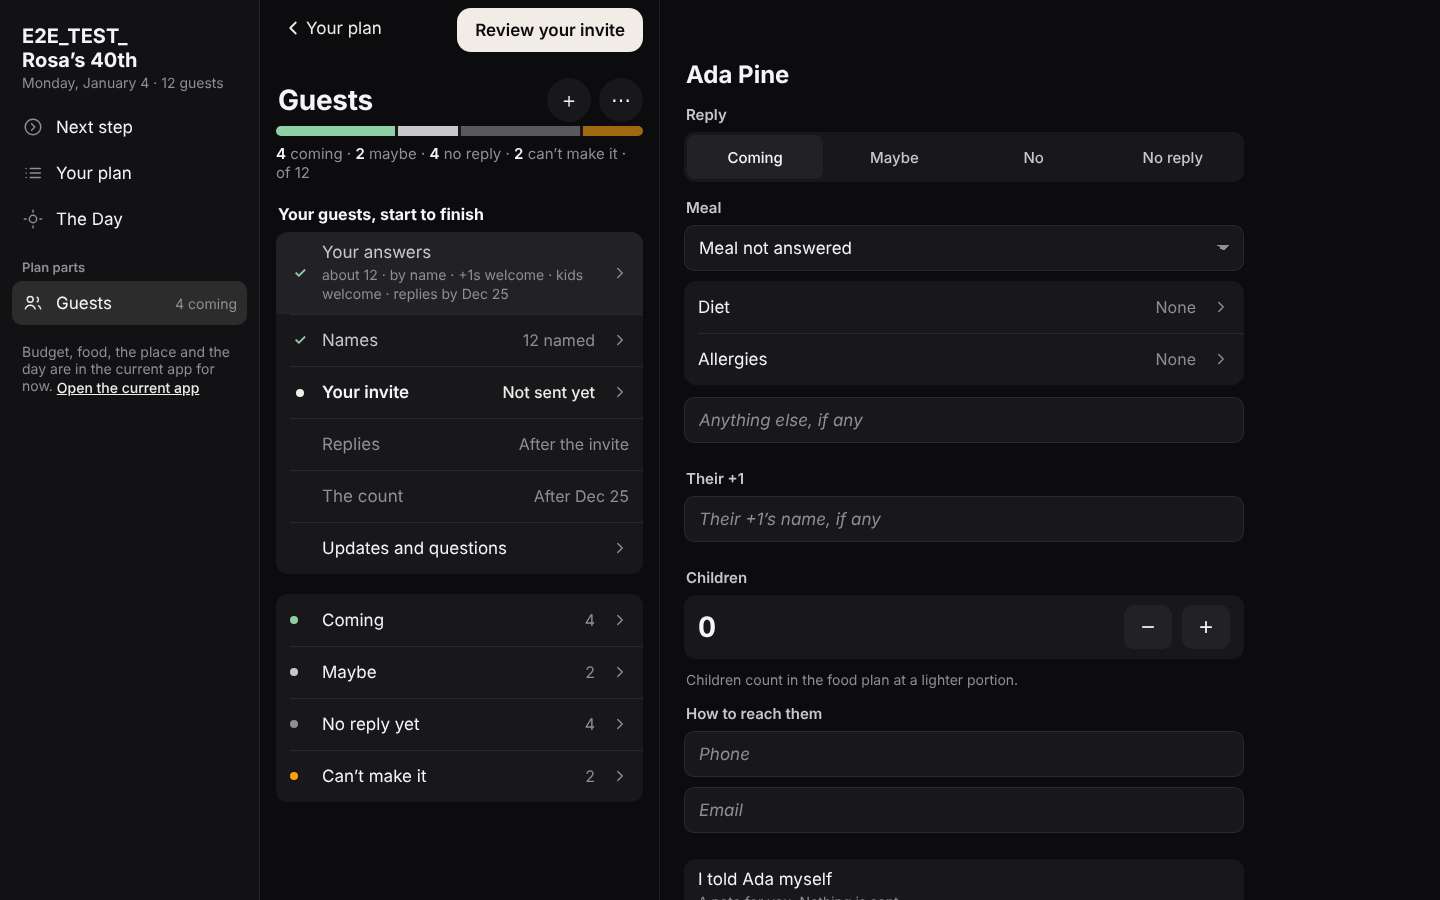 E2E_TEST_
Rosa’s 40th
Monday, January 4 · 12 guests
Next step
Your plan
The Day
Plan parts
Guests 4 coming
Budget, food, the place and the
day are in the current app for
now. Open the current app
Your plan
Review your invite
Guests
4 coming · 2 maybe · 4 no reply · 2 can’t make it ·
of 12
Your guests, start to finish
Your answers
about 12 · by name · +1s welcome · kids
welcome · replies by Dec 25
Names 12 named
Your invite Not sent yet
Replies After the invite
The count After Dec 25
Updates and questions
Coming 4
Maybe 2
No reply yet 4
Can’t make it 2
Ada Pine
Reply
Coming Maybe No No reply
Meal
Meal not answered
Diet None
Allergies None
Anything else, if any
Their +1
Their +1’s name, if any
Children
0
Children count in the food plan at a lighter portion.
How to reach them
Phone
Email
I told Ada myself